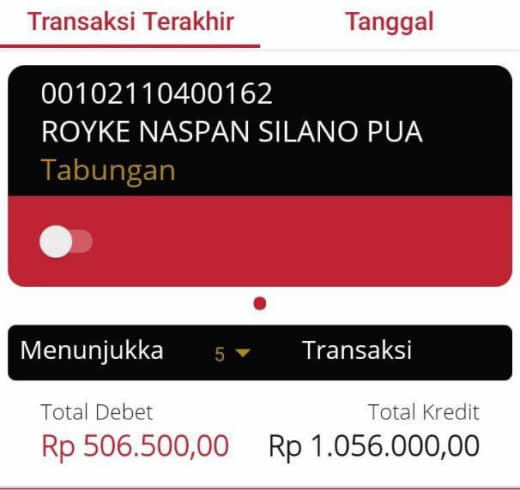 Transaksi Terakhir Tanggal
00102110400162
ROYKE NASPAN SILANO PUA
Tabungan
Menunjukka 5 Transaksi
Total Debet Total Kredit
Rp 506.500,00 Rp 1.056.000,00